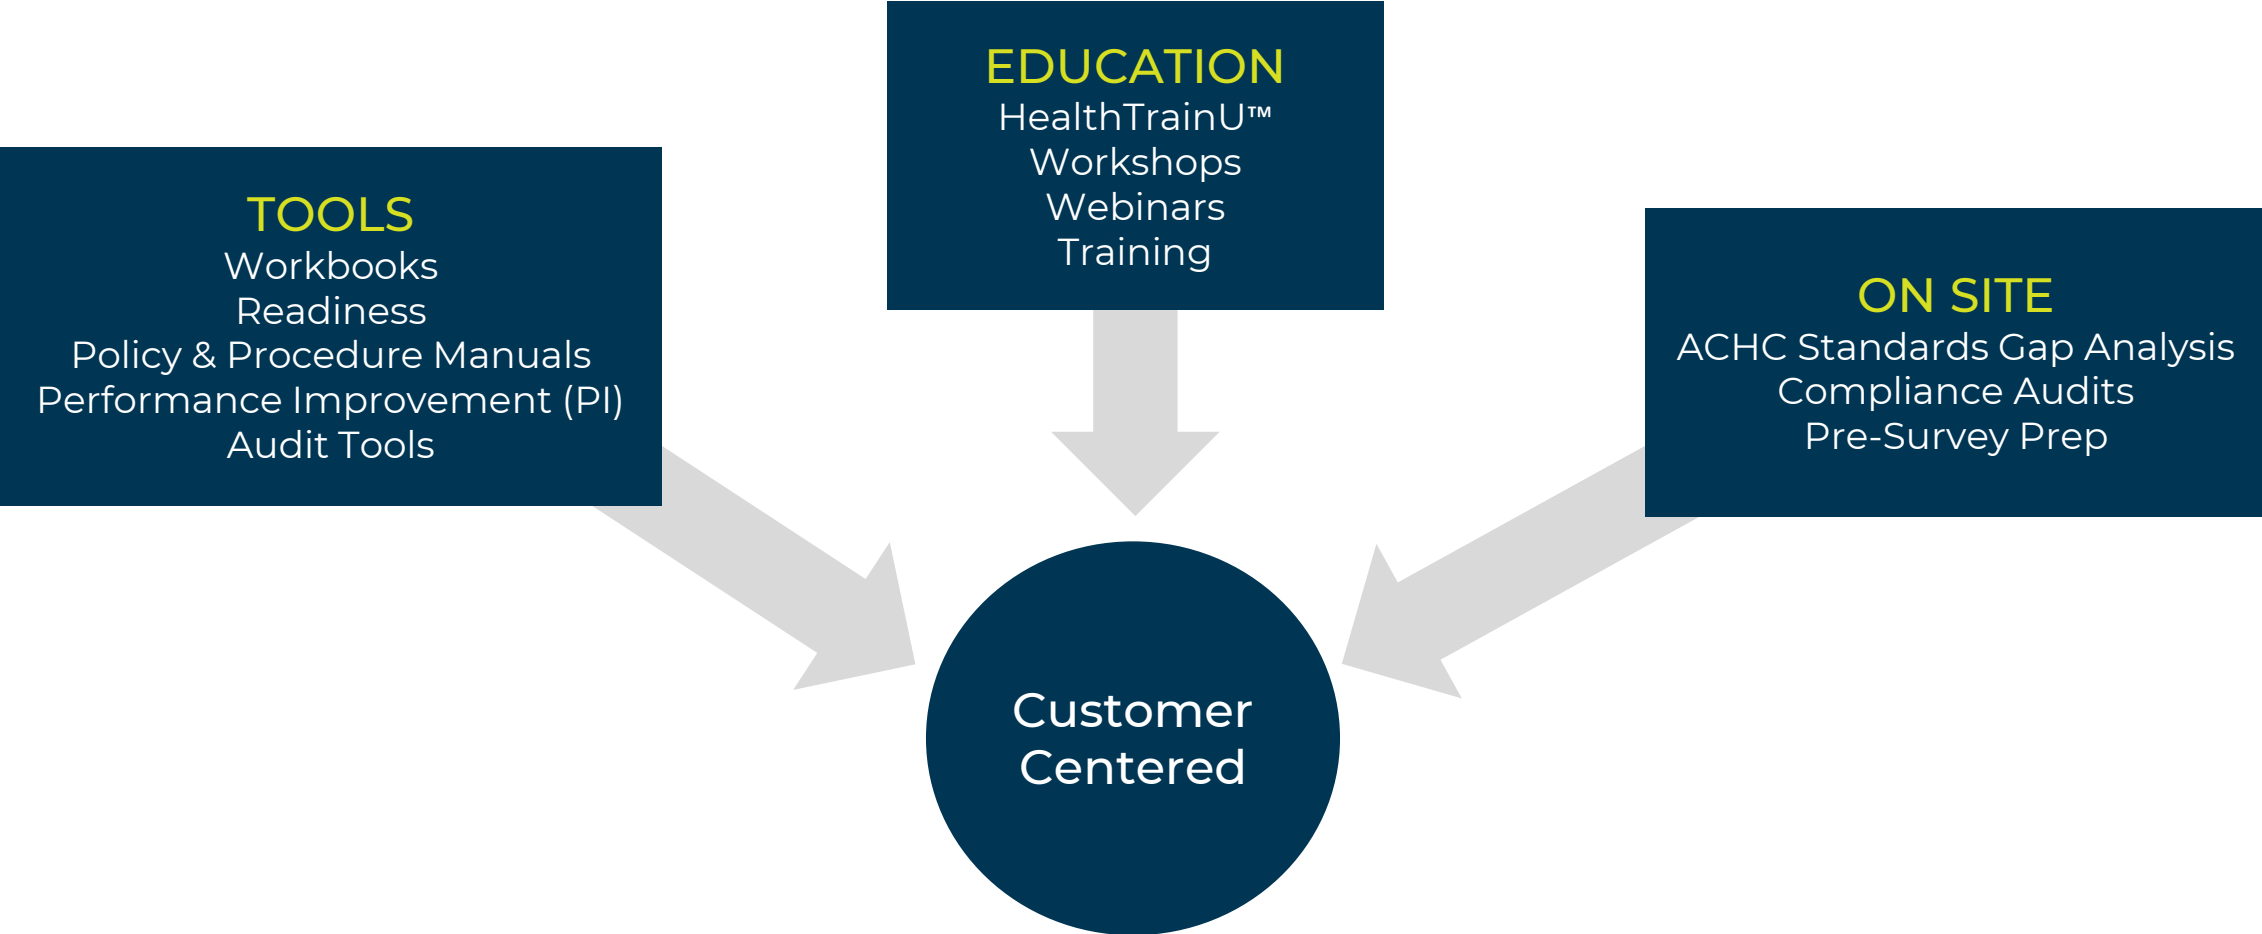 TOOLS
Workbooks
Readiness
Policy & Procedure Manuals
Performance Improvement (PI)
Audit Tools
EDUCATION
HealthTrainU™
Workshops
Webinars
Training
ON SITE
ACHC Standards Gap Analysis
Compliance Audits
Pre-Survey Prep
Customer
Centered